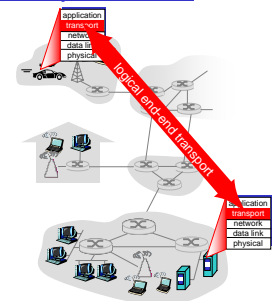 application
transport
network
data link
physical
logical end-end transport
application
transport
network
data link
physical